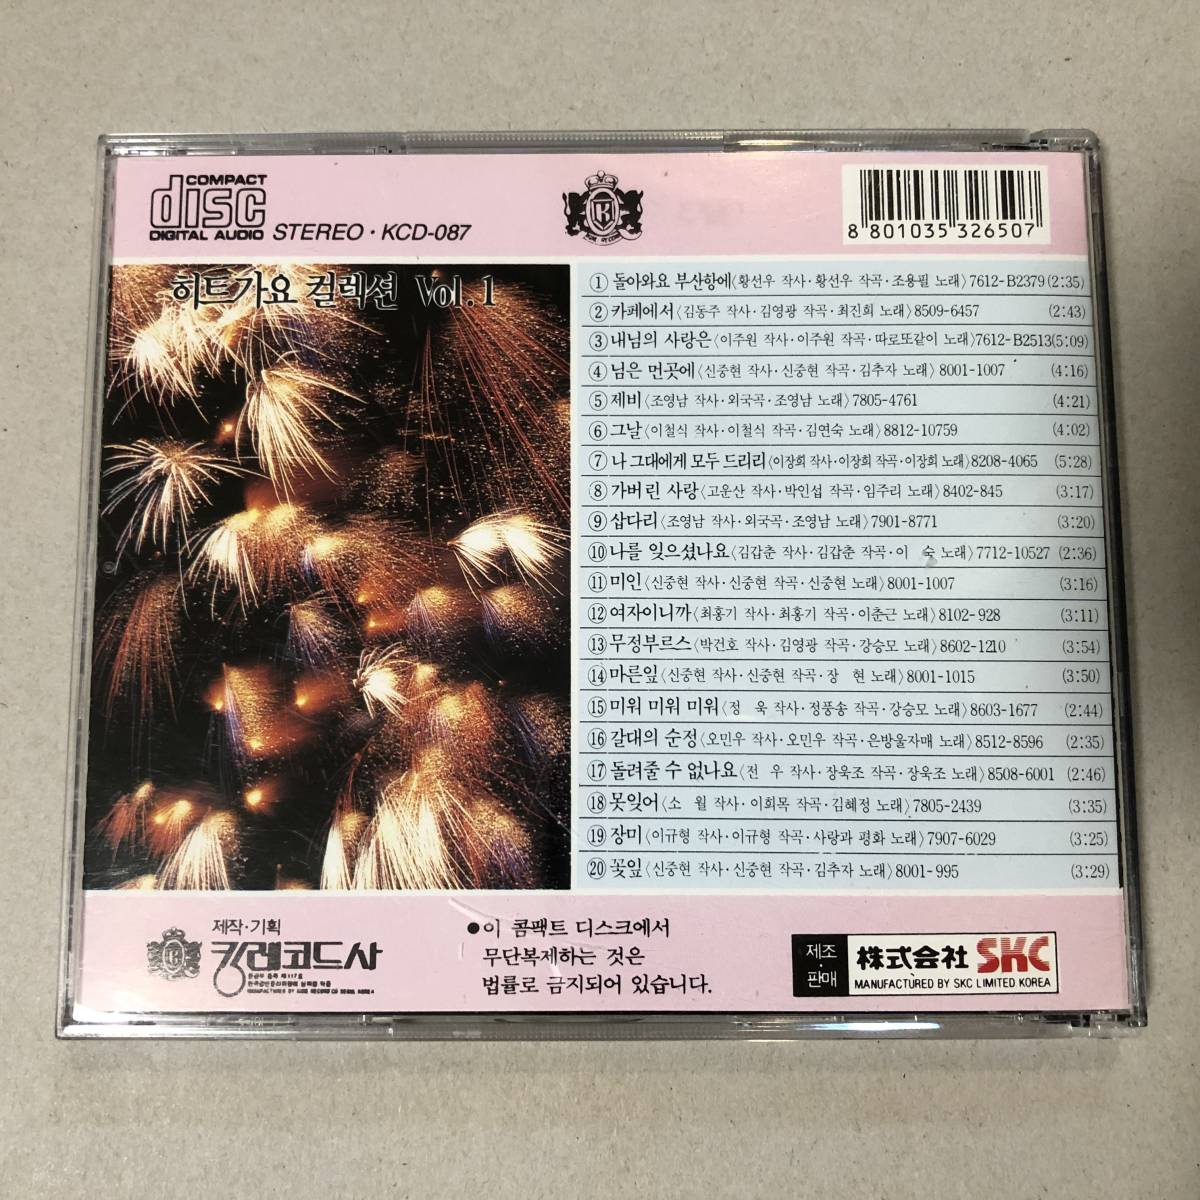 COMPACT
disc
DIGITAL AUDIO STEREO · KCD-087
K
8 801035 326507
히트가요 컬렉션 Vol. 1
① 돌아와요 부산항에〈황선우 작사·황선우 작곡·조용필 노래〉7612-B2379 (2:35)
② 카페에서〈김동주 작사·김영광 작곡·최진희 노래〉8509-6457 (2:43)
③ 내님의 사랑은〈이주원 작사·이주원 작곡·따로또같이 노래〉7612-B2513 (5:09)
④ 님은 먼곳에〈신중현 작사·신중현 작곡·김추자 노래〉8001-1007 (4:16)
⑤ 제비〈조영남 작사·외국곡·조영남 노래〉7805-4761 (4:21)
⑥ 그날〈이철식 작사·이철식 작곡·김연숙 노래〉8812-10759 (4:02)
⑦ 나 그대에게 모두 드리리〈이장희 작사·이장희 작곡·이장희 노래〉8208-4065 (5:28)
⑧ 가버린 사랑〈고운산 작사·박인섭 작곡·임주리 노래〉8402-845 (3:17)
⑨ 삼다리〈조영남 작사·외국곡·조영남 노래〉7901-8771 (3:20)
⑩ 나를 잊으셨나요〈김갑춘 작사·김갑춘 작곡·이 숙 노래〉7712-10527 (2:36)
⑪ 미인〈신중현 작사·신중현 작곡·신중현 노래〉8001-1007 (3:16)
⑫ 여자이니까〈최홍기 작사·최홍기 작곡·이춘근 노래〉8102-928 (3:11)
⑬ 무정부르스〈박건호 작사·김영광 작곡·강승모 노래〉8602-1210 (3:54)
⑭ 마른잎〈신중현 작사·신중현 작곡·장 현 노래〉8001-1015 (3:50)
⑮ 미워 미워 미워〈정 욱 작사·정풍송 작곡·강승모 노래〉8603-1677 (2:44)
⑯ 갈대의 순정〈오민우 작사·오민우 작곡·은방울자매 노래〉8512-8596 (2:35)
⑰ 돌려줄 수 없나요〈전 우 작사·장욱조 작곡·장욱조 노래〉8508-6001 (2:46)
⑱ 못잊어〈소 월 작사·이희목 작곡·김혜정 노래〉7805-2439 (3:35)
⑲ 장미〈이규형 작사·이규형 작곡·사랑과 평화 노래〉7907-6029 (3:25)
⑳ 꽃잎〈신중현 작사·신중현 작곡·김추자 노래〉8001-995 (3:29)
제작·기획
킹레코드사
● 이 콤팩트 디스크에서
무단복제하는 것은
법률로 금지되어 있습니다.
제조·판매
株式会社 SKC
MANUFACTURED BY SKC LIMITED KOREA